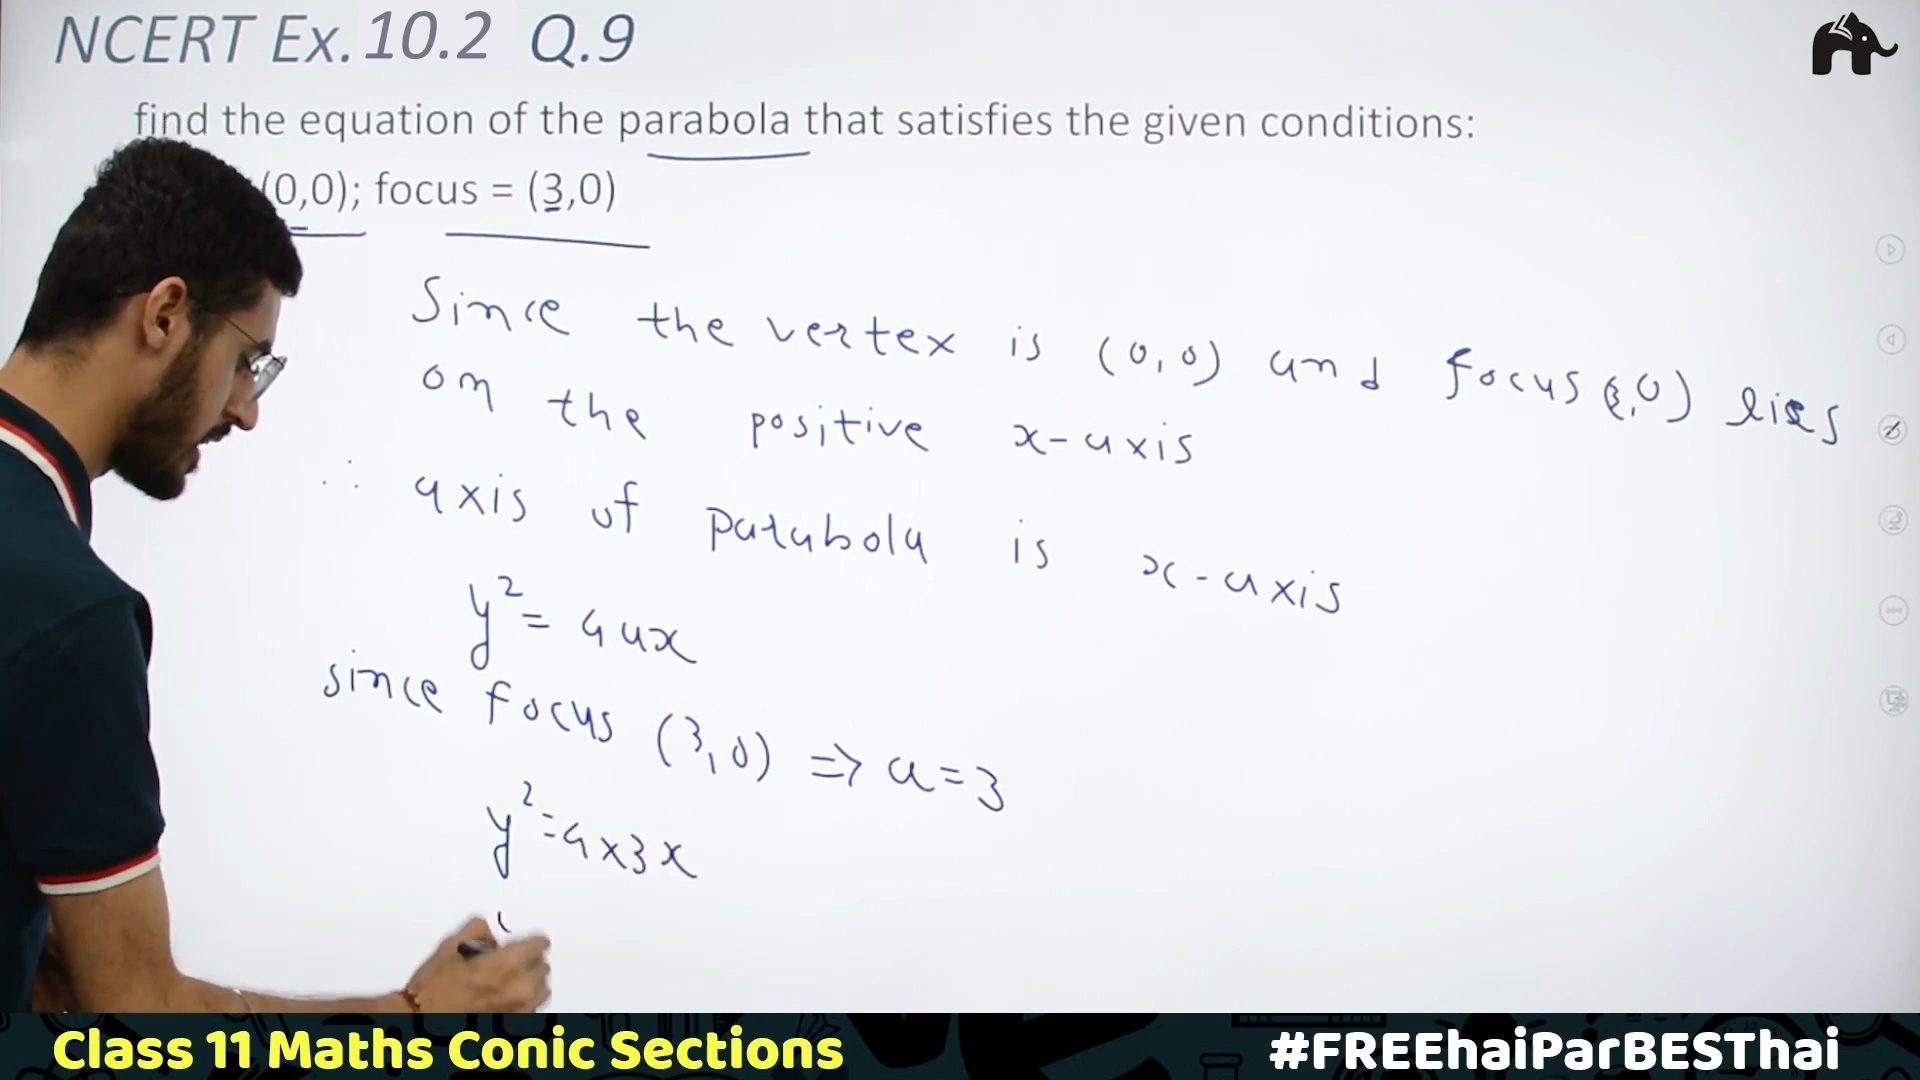 NCERT Ex. 10.2 Q.9
find the equation of the parabola that satisfies the given conditions:
(0,0); focus = (3,0)
Since the vertex is (0,0) and focus (3,0) lies
on the positive x-axis
∴ axis of parabola is x-axis
y² = 4ax
since focus (3,0) ⇒ a=3
y²=4x3x
Class 11 Maths Conic Sections
#FREEhaiParBESThai